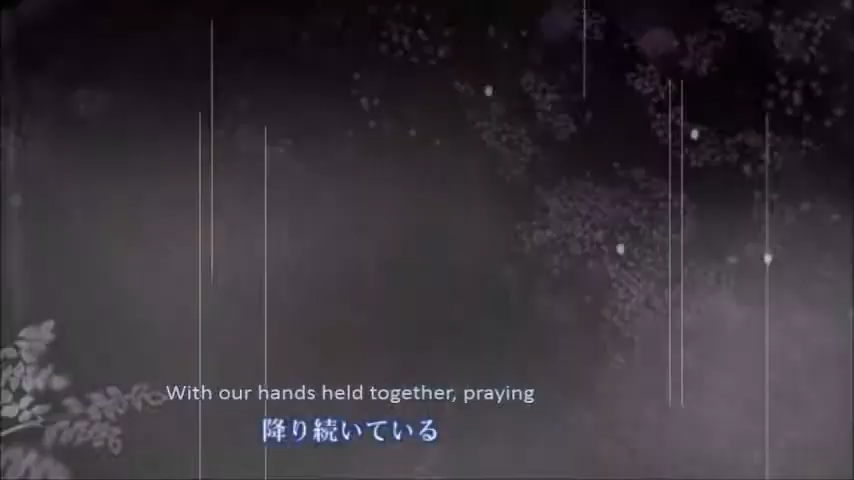 With our hands held together, praying
降り続いている